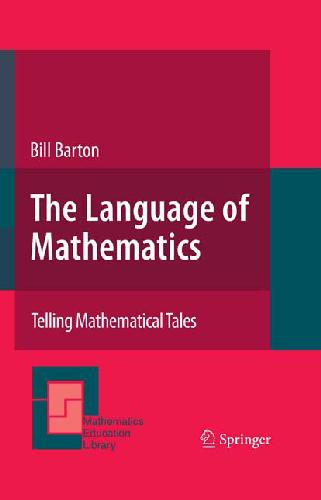 Bill Barton
The Language of
Mathematics
Telling Mathematical Tales
Mathematics
Education
Library
Springer